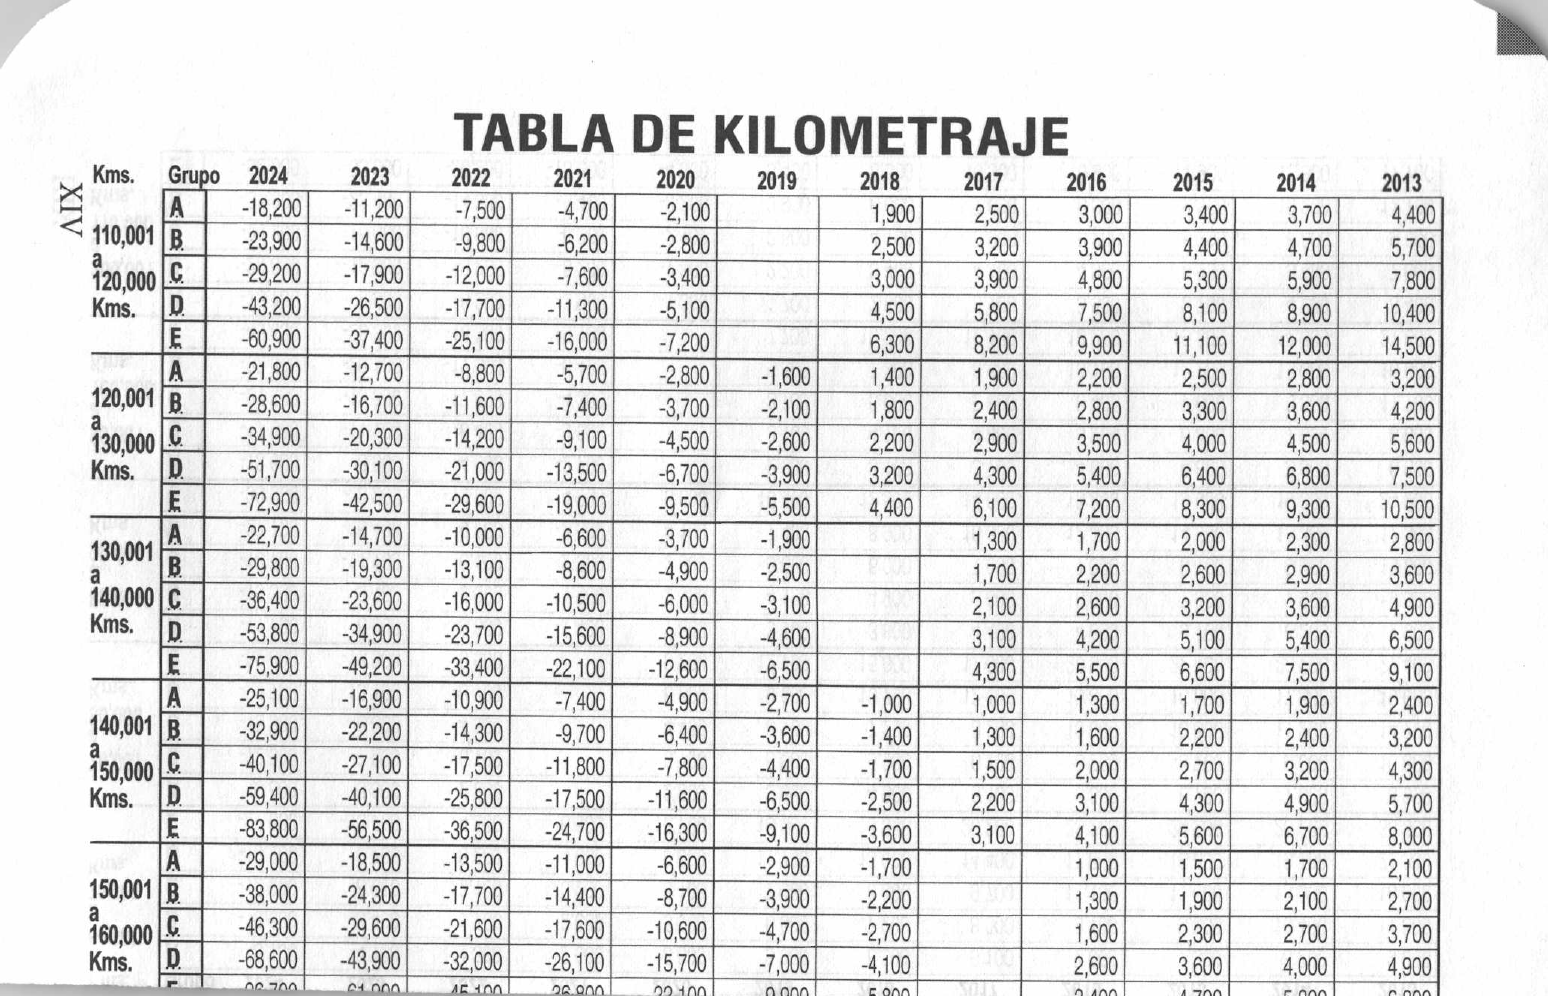 TABLA DE KILOMETRAJE
XIV
Kms. Grupo 2024 2023 2022 2021 2020 2019 2018 2017 2016 2015 2014 2013
110,001 a 120,000 Kms.
A -18,200 -11,200 -7,500 -4,700 -2,100 1,900 2,500 3,000 3,400 3,700 4,400
B -23,900 -14,600 -9,800 -6,200 -2,800 2,500 3,200 3,900 4,400 4,700 5,700
C -29,200 -17,900 -12,000 -7,600 -3,400 3,000 3,900 4,800 5,300 5,900 7,800
D -43,200 -26,500 -17,700 -11,300 -5,100 4,500 5,800 7,500 8,100 8,900 10,400
E -60,900 -37,400 -25,100 -16,000 -7,200 6,300 8,200 9,900 11,100 12,000 14,500
120,001 a 130,000 Kms.
A -21,800 -12,700 -8,800 -5,700 -2,800 -1,600 1,400 1,900 2,200 2,500 2,800 3,200
B -28,600 -16,700 -11,600 -7,400 -3,700 -2,100 1,800 2,400 2,800 3,300 3,600 4,200
C -34,900 -20,300 -14,200 -9,100 -4,500 -2,600 2,200 2,900 3,500 4,000 4,500 5,600
D -51,700 -30,100 -21,000 -13,500 -6,700 -3,900 3,200 4,300 5,400 6,400 6,800 7,500
E -72,900 -42,500 -29,600 -19,000 -9,500 -5,500 4,400 6,100 7,200 8,300 9,300 10,500
130,001 a 140,000 Kms.
A -22,700 -14,700 -10,000 -6,600 -3,700 -1,900 1,300 1,700 2,000 2,300 2,800
B -29,800 -19,300 -13,100 -8,600 -4,900 -2,500 1,700 2,200 2,600 2,900 3,600
C -36,400 -23,600 -16,000 -10,500 -6,000 -3,100 2,100 2,600 3,200 3,600 4,900
D -53,800 -34,900 -23,700 -15,600 -8,900 -4,600 3,100 4,200 5,100 5,400 6,500
E -75,900 -49,200 -33,400 -22,100 -12,600 -6,500 4,300 5,500 6,600 7,500 9,100
140,001 a 150,000 Kms.
A -25,100 -16,900 -10,900 -7,400 -4,900 -2,700 -1,000 1,000 1,300 1,700 1,900 2,400
B -32,900 -22,200 -14,300 -9,700 -6,400 -3,600 -1,400 1,300 1,600 2,200 2,400 3,200
C -40,100 -27,100 -17,500 -11,800 -7,800 -4,400 -1,700 1,500 2,000 2,700 3,200 4,300
D -59,400 -40,100 -25,800 -17,500 -11,600 -6,500 -2,500 2,200 3,100 4,300 4,900 5,700
E -83,800 -56,500 -36,500 -24,700 -16,300 -9,100 -3,600 3,100 4,100 5,600 6,700 8,000
150,001 a 160,000 Kms.
A -29,000 -18,500 -13,500 -11,000 -6,600 -2,900 -1,700 1,000 1,500 1,700 2,100
B -38,000 -24,300 -17,700 -14,400 -8,700 -3,900 -2,200 1,300 1,900 2,100 2,700
C -46,300 -29,600 -21,600 -17,600 -10,600 -4,700 -2,700 1,600 2,300 2,700 3,700
D -68,600 -43,900 -32,000 -26,100 -15,700 -7,000 -4,100 2,600 3,600 4,000 4,900